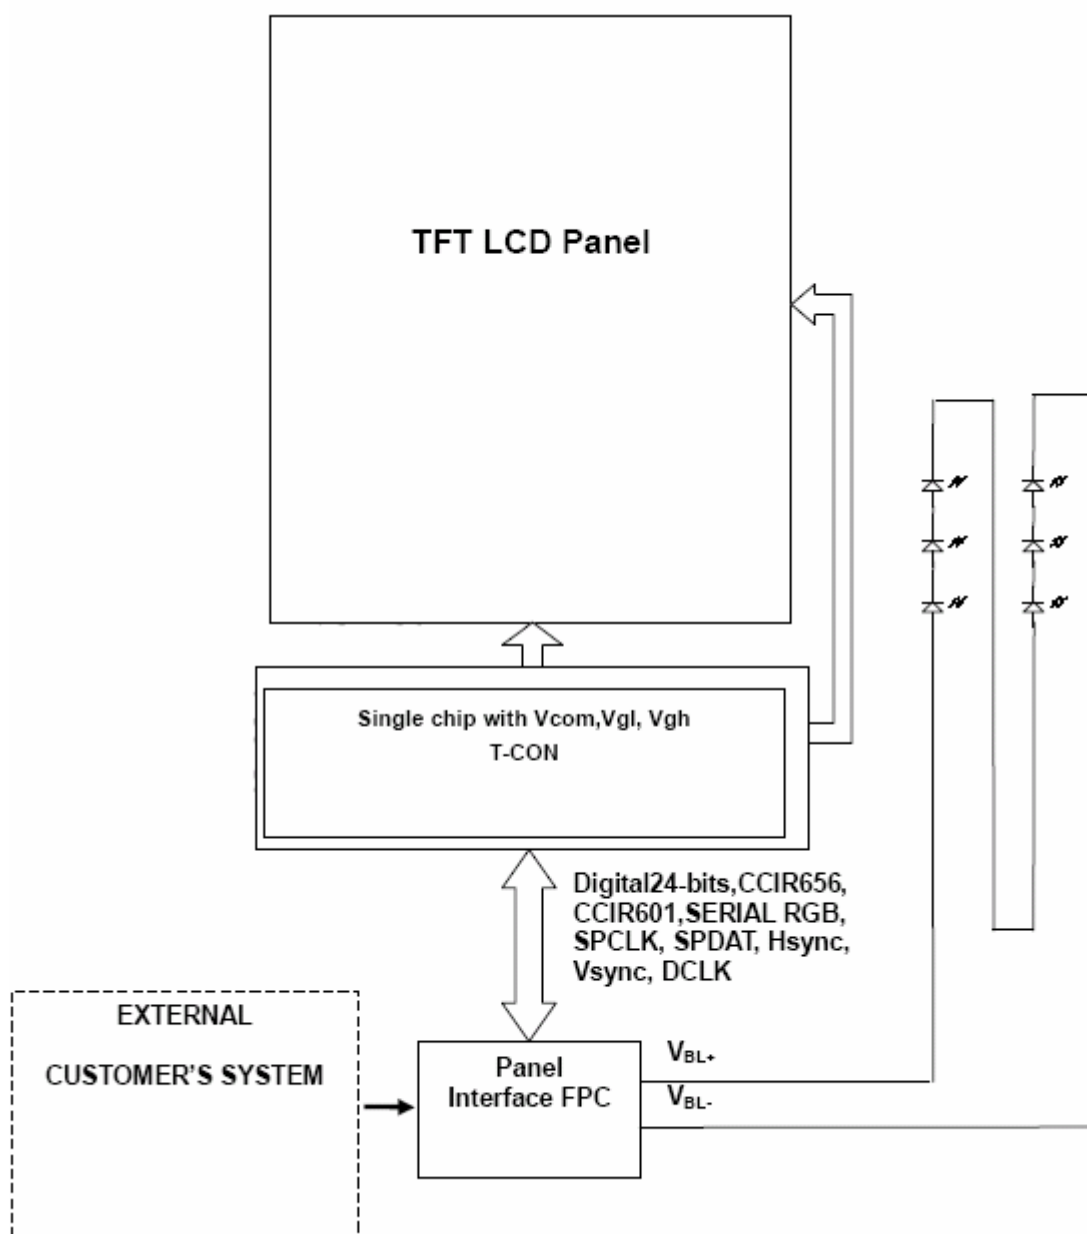 TFT LCD Panel
Single chip with Vcom,Vgl, Vgh
T-CON
Digital24-bits,CCIR656,
CCIR601,SERIAL RGB,
SPCLK, SPDAT, Hsync,
Vsync, DCLK
EXTERNAL
CUSTOMER'S SYSTEM
Panel
Interface FPC
VBL+
VBL-